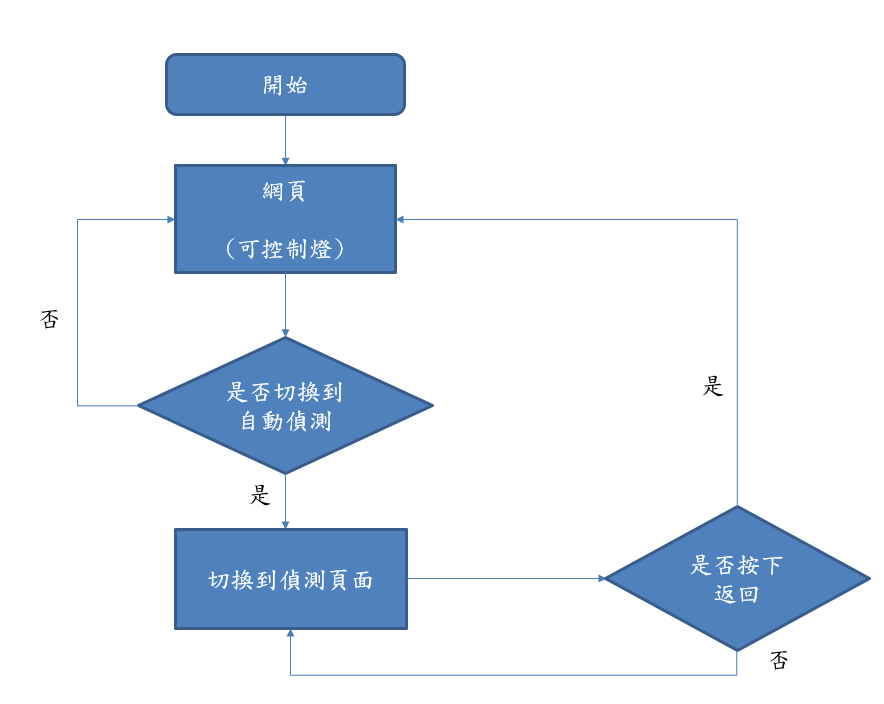 開始
網頁
（可控制燈）
否
是否切換到
自動偵測
是
是
切換到偵測頁面
是否按下
返回
否